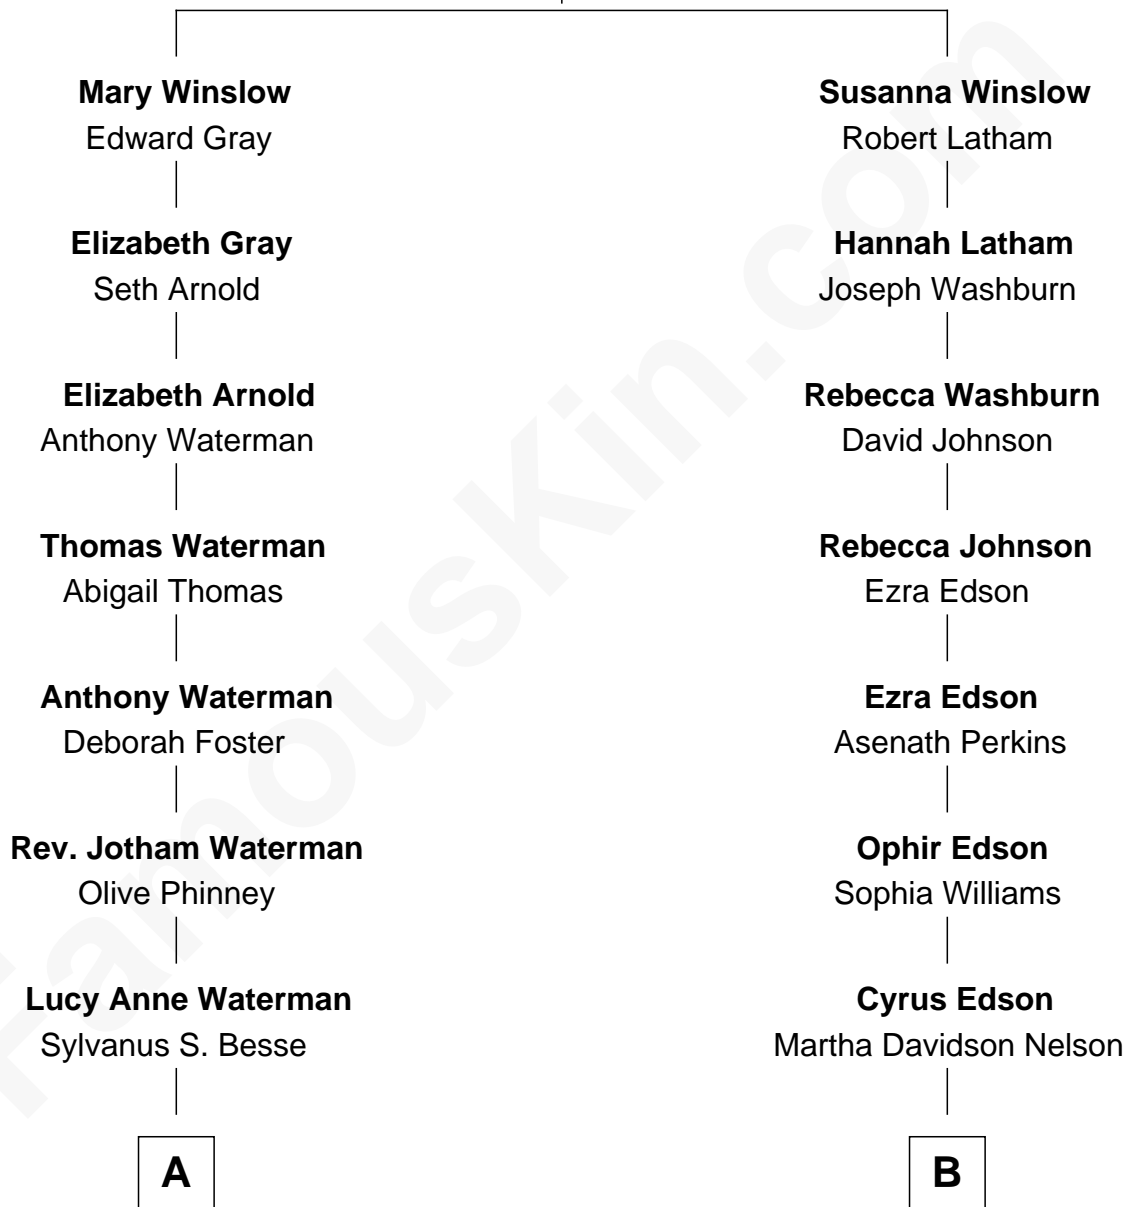 Mary Winslow
Edward Gray
Elizabeth Gray
Seth Arnold
Elizabeth Arnold
Anthony Waterman
Thomas Waterman
Abigail Thomas
Anthony Waterman
Deborah Foster
Rev. Jotham Waterman
Olive Phinney
Lucy Anne Waterman
Sylvanus S. Besse
A
Susanna Winslow
Robert Latham
Hannah Latham
Joseph Washburn
Rebecca Washburn
David Johnson
Rebecca Johnson
Ezra Edson
Ezra Edson
Asenath Perkins
Ophir Edson
Sophia Williams
Cyrus Edson
Martha Davidson Nelson
B
FamousKin.com